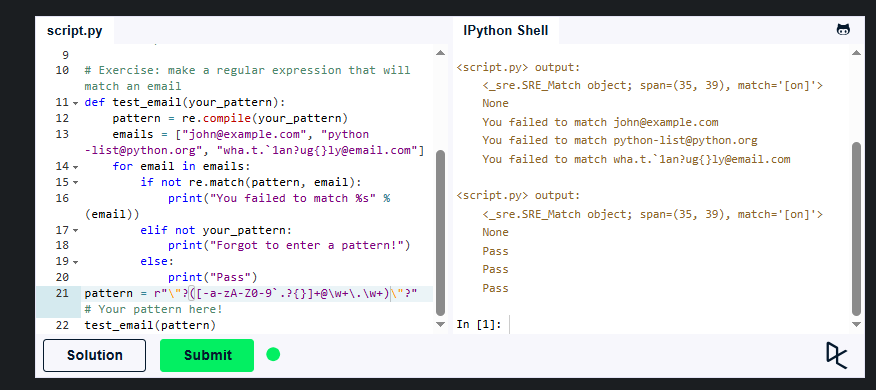 script.py
9
10 # Exercise: make a regular expression that will
match an email
11 def test_email(your_pattern):
12 pattern = re.compile(your_pattern)
13 emails = ["john@example.com", "python
-list@python.org", "wha.t.`1an?ug{}ly@email.com"]
14 for email in emails:
15 if not re.match(pattern, email):
16 print("You failed to match %s" %
(email))
17 elif not your_pattern:
18 print("Forgot to enter a pattern!")
19 else:
20 print("Pass")
21 pattern = r"\"?([-a-zA-Z0-9`.?{}]+@\w+\.\w+)\"?"
# Your pattern here!
22 test_email(pattern)
Solution
Submit
IPython Shell
<script.py> output:
<_sre.SRE_Match object; span=(35, 39), match='[on]'>
None
You failed to match john@example.com
You failed to match python-list@python.org
You failed to match wha.t.`1an?ug{}ly@email.com
<script.py> output:
<_sre.SRE_Match object; span=(35, 39), match='[on]'>
None
Pass
Pass
Pass
In [1]: